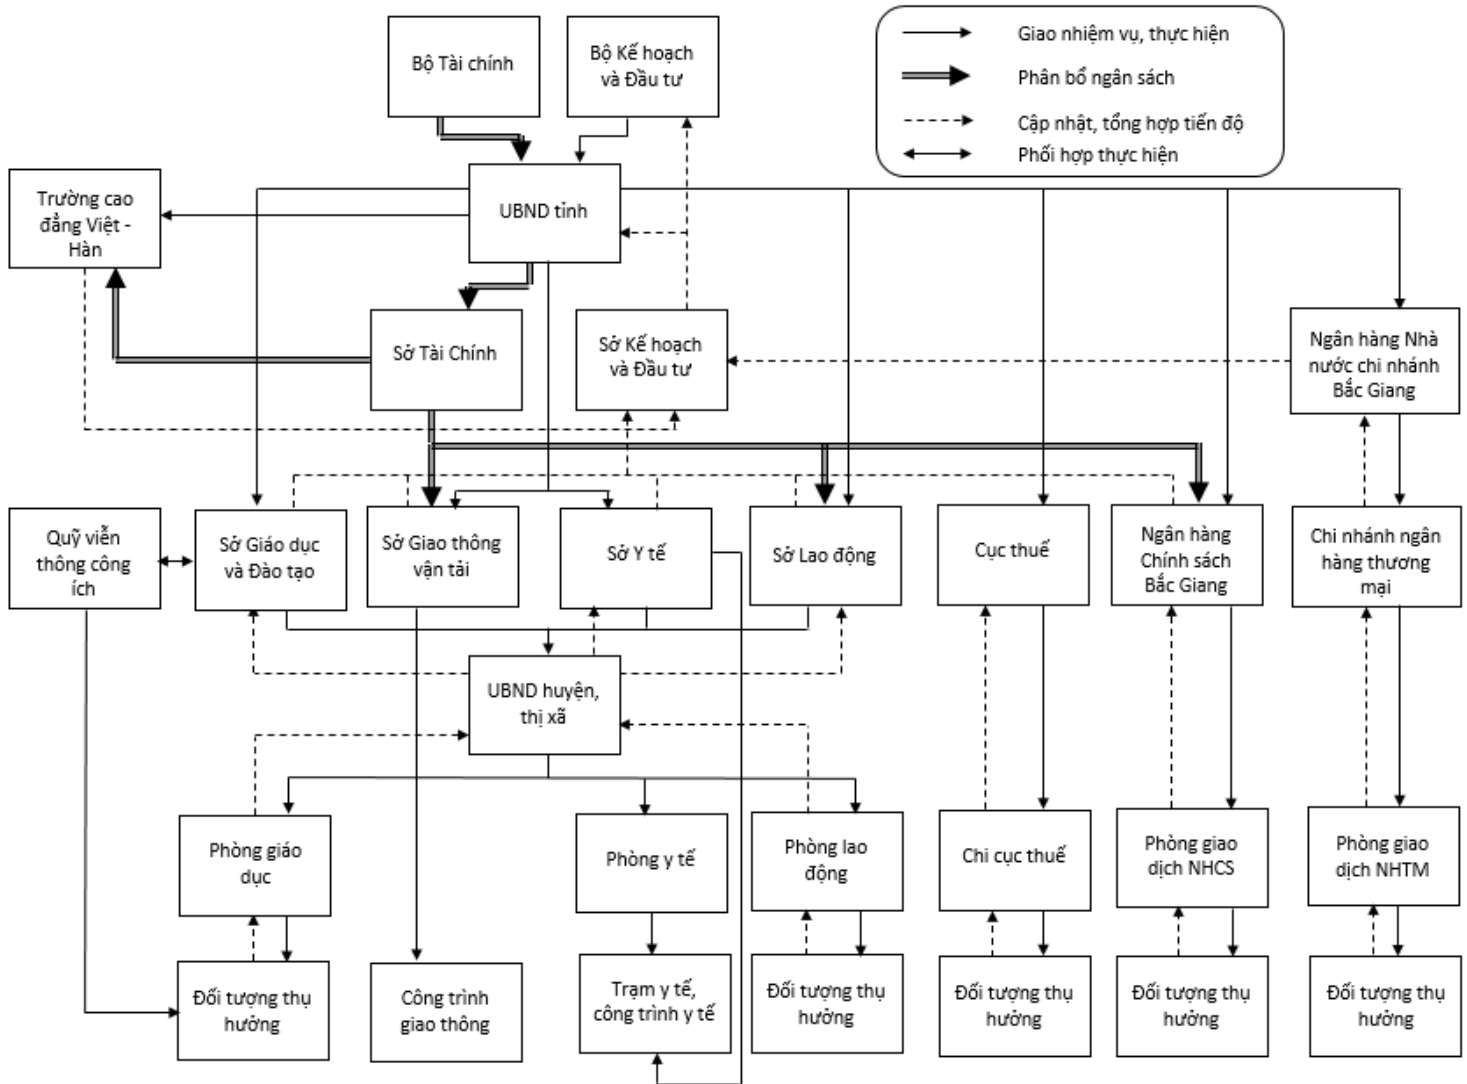 Bộ Tài chính
Bộ Kế hoạch
và Đầu tư
Giao nhiệm vụ, thực hiện
Phân bổ ngân sách
Cập nhật, tổng hợp tiến độ
Phối hợp thực hiện
Trường cao
đẳng Việt -
Hàn
UBND tỉnh
Sở Tài Chính
Sở Kế hoạch
và Đầu tư
Ngân hàng Nhà
nước chi nhánh
Bắc Giang
Quỹ viễn
thông công
ích
Sở Giáo dục
và Đào tạo
Sở Giao thông
vận tải
Sở Y tế
Sở Lao động
Cục thuế
Ngân hàng
Chính sách
Bắc Giang
Chi nhánh ngân
hàng thương
mại
UBND huyện,
thị xã
Phòng giáo
dục
Phòng y tế
Phòng lao
động
Chi cục thuế
Phòng giao
dịch NHCS
Phòng giao
dịch NHTM
Đối tượng thụ
hưởng
Công trình
giao thông
Trạm y tế,
công trình y tế
Đối tượng thụ
hưởng
Đối tượng thụ
hưởng
Đối tượng thụ
hưởng
Đối tượng thụ
hưởng